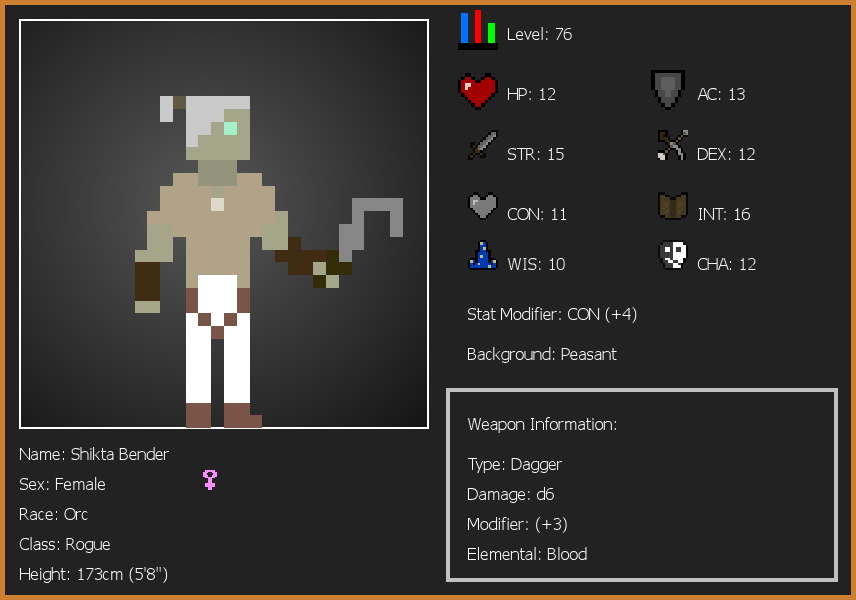 Level: 76
HP: 12
AC: 13
STR: 15
DEX: 12
CON: 11
INT: 16
WIS: 10
CHA: 12
Stat Modifier: CON (+4)
Background: Peasant
Weapon Information:
Type: Dagger
Damage: d6
Modifier: (+3)
Elemental: Blood
Name: Shikta Bender
Sex: Female
Race: Orc
Class: Rogue
Height: 173cm (5'8")